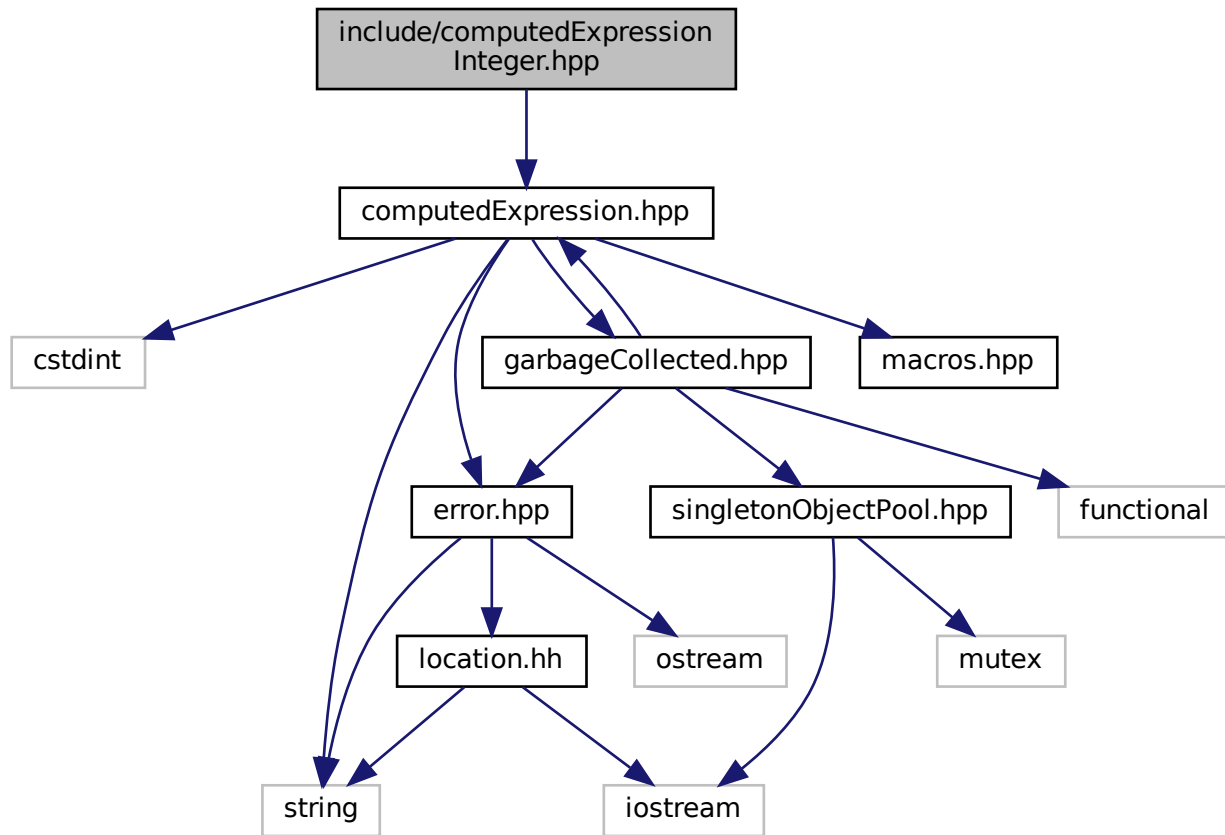 include/computedExpression
Integer.hpp
computedExpression.hpp
cstdint
garbageCollected.hpp
macros.hpp
error.hpp
singletonObjectPool.hpp
functional
location.hh
ostream
mutex
string
iostream